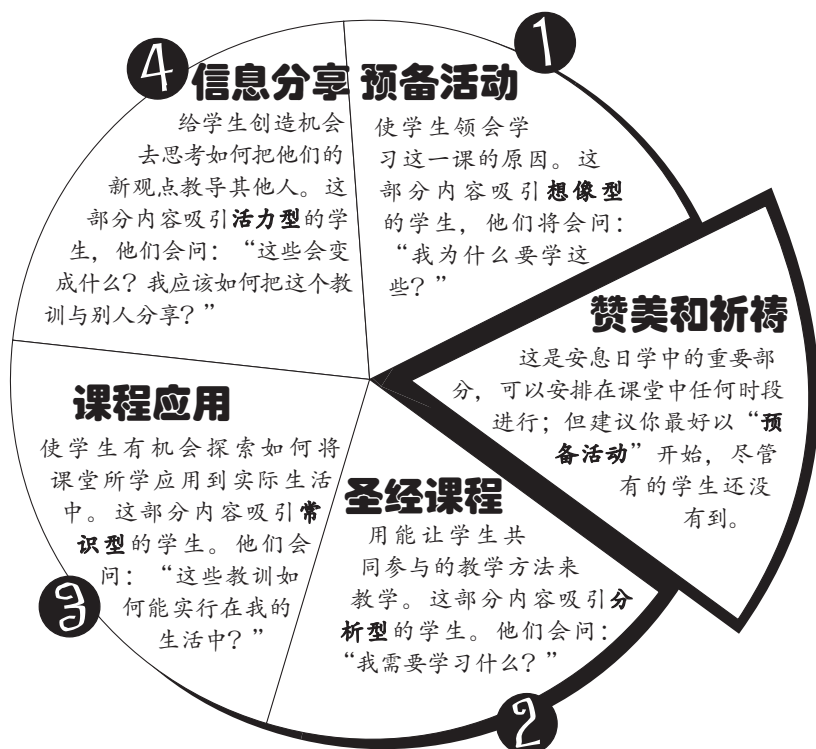 1
预备活动
使学生领会学
习这一课的原因。这
部分内容吸引想像型
的学生，他们将会问：
“我为什么要学这
些？”
赞美和祈祷
这是安息日学中的重要部
分，可以安排在课堂中任何时段
进行；但建议你最好以“预
备活动”开始，尽管
有的学生还没
有到。
2
圣经课程
用能让学生共
同参与的教学方法来
教学。这部分内容吸引分
析型的学生。他们会问：
“我需要学习什么？”
3
课程应用
使学生有机会探索如何将
课堂所学应用到实际生活
中。这部分内容吸引常
识型的学生。他们会
问：“这些教训如
何能实行在我的
生活中？”
4
信息分享
给学生创造机会
去思考如何把他们的
新观点教导其他人。这
部分内容吸引活力型的学
生，他们会问：“这些会变
成什么？我应该如何把这个教
训与别人分享？”